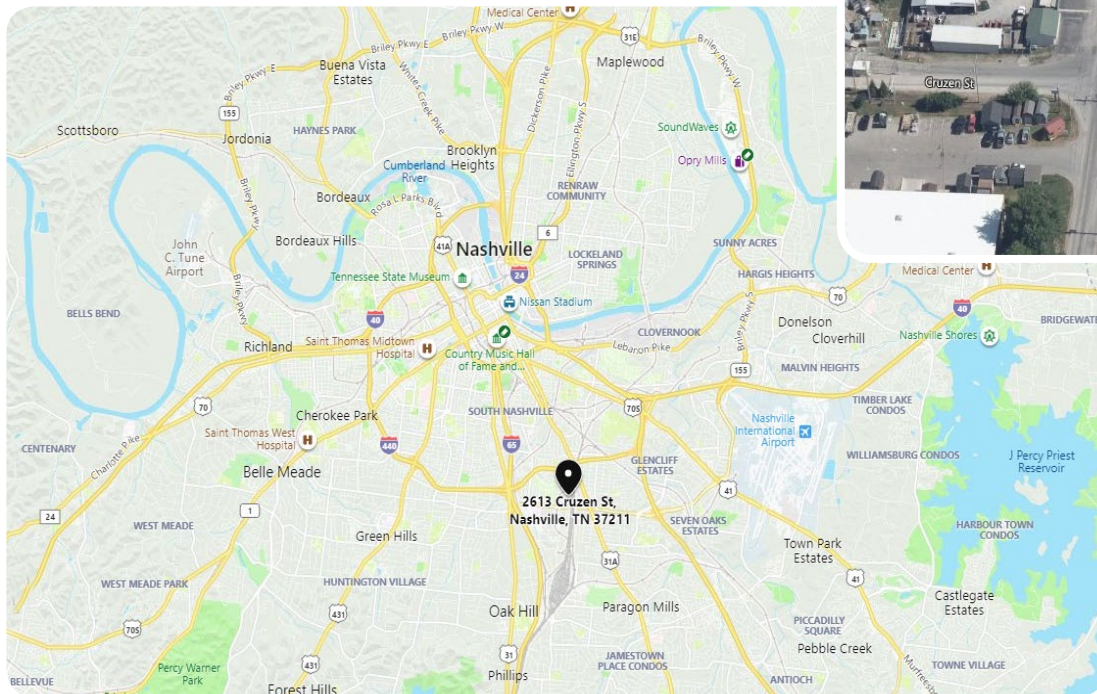 Medical Center
31E
Briley Pkwy W
Briley Pkwy E
Briley Pkwy W
Buena Vista
Estates
Maplewood
Whites Creek Pike
Dickerson Pike
Ellington Pkwy S
Briley Pkwy E
155
Scottsboro
HAYNES PARK
Jordonia
SoundWaves
Cruzen St
Brooklyn
Heights
Opry Mills
Cumberland
River
Briley Pkwy
Bordeaux
RENRAW
COMMUNITY
Rosa L Parks Blvd
John
C. Tune
Airport
Bordeaux Hills
41A
Nashville
6
LOCKELAND
SPRINGS
SUNNY ACRES
Tennessee State Museum
24
HARGIS HEIGHTS
Medical Center
Briley Pkwy
Nissan Stadium
70
BELLS BEND
40
CLOVERNOOK
Briley Pkwy S
Donelson
40
BRIDGEWATE
Richland
Saint Thomas Midtown
Hospital
Country Music Hall
of Fame and...
Lebanon Pike
Cloverhill
Nashville Shores
155
MALVIN HEIGHTS
70
Cherokee Park
SOUTH NASHVILLE
70S
TIMBER LAKE
CONDOS
CENTENARY
Charlotte Pike
Saint Thomas West
Hospital
440
65
Nashville
International
Airport
Belle Meade
GLENCLIFF
ESTATES
WILLIAMSBURG CONDOS
J Percy Priest
Reservoir
41
2613 Cruzen St,
Nashville, TN 37211
24
1
WEST MEADE
Green Hills
SEVEN OAKS
ESTATES
HARBOUR TOWN
CONDOS
Town Park
Estates
31A
WEST MEADE PARK
HUNTINGTON VILLAGE
41
Castlegate
Estates
431
Oak Hill
Paragon Mills
70S
PICCADILLY
SQUARE
Pebble Creek
31
JAMESTOWN
PLACE CONDOS
Percy Warner
Park
431
TOWNE VILLAGE
BELLEVUE
Phillips
ANTIOCH
Murfreesb
Forest Hills